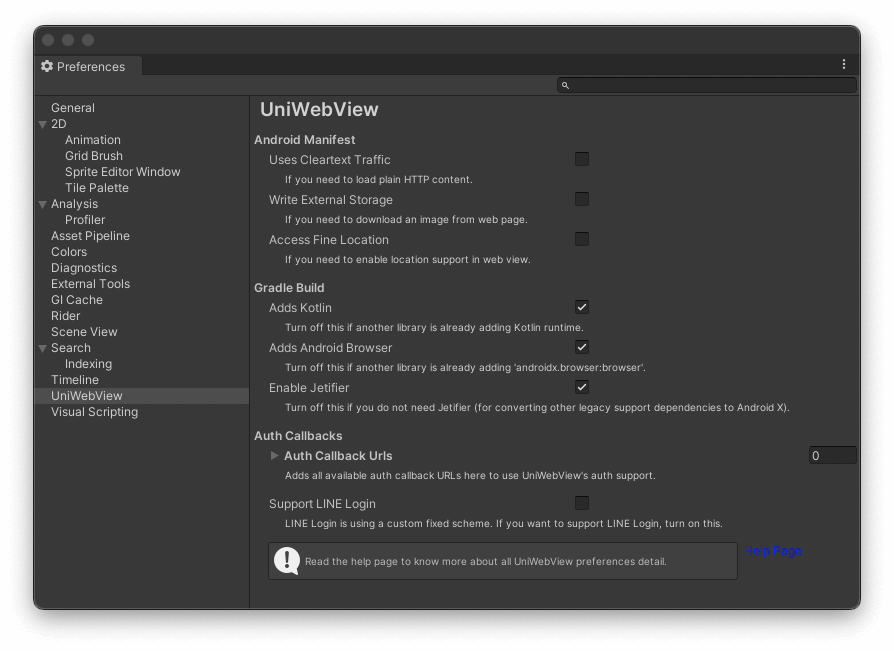 Preferences
General
2D
Animation
Grid Brush
Sprite Editor Window
Tile Palette
Analysis
Profiler
Asset Pipeline
Colors
Diagnostics
External Tools
GI Cache
Rider
Scene View
Search
Indexing
Timeline
UniWebView
Visual Scripting
UniWebView
Android Manifest
Uses Cleartext Traffic
If you need to load plain HTTP content.
Write External Storage
If you need to download an image from web page.
Access Fine Location
If you need to enable location support in web view.
Gradle Build
Adds Kotlin
Turn off this if another library is already adding Kotlin runtime.
Adds Android Browser
Turn off this if another library is already adding 'androidx.browser:browser'.
Enable Jetifier
Turn off this if you do not need Jetifier (for converting other legacy support dependencies to Android X).
Auth Callbacks
Auth Callback Urls 0
Adds all available auth callback URLs here to use UniWebView's auth support.
Support LINE Login
LINE Login is using a custom fixed scheme. If you want to support LINE Login, turn on this.
Read the help page to know more about all UniWebView preferences detail. Help Page